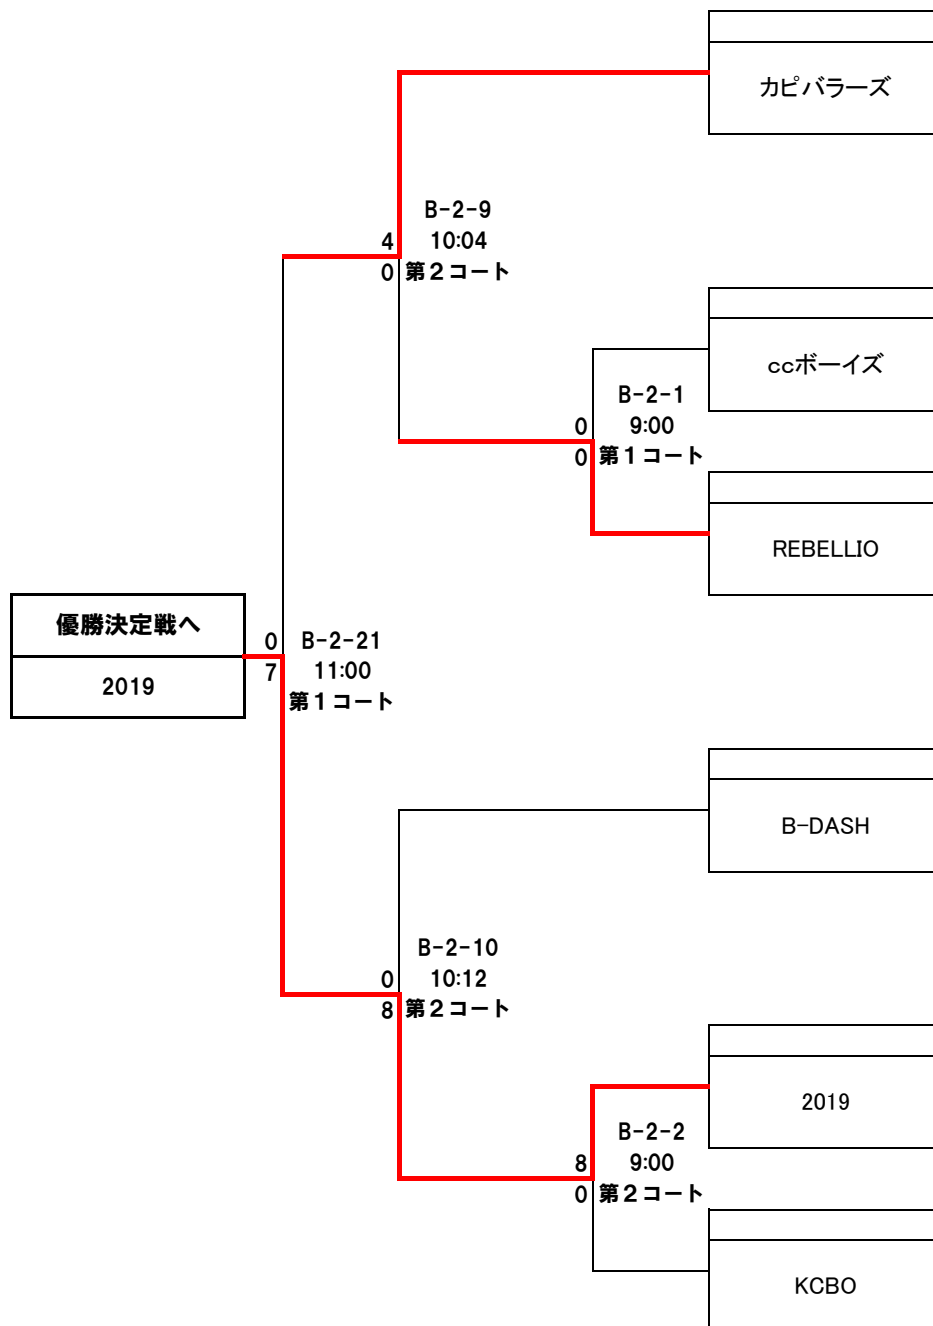 カピバラーズ
B-2-9
4
10:04
0
第2コート
ccボーイズ
B-2-1
0
9:00
0
第1コート
REBELLIO
優勝決定戦へ
2019
0
B-2-21
7
11:00
第1コート
B-DASH
B-2-10
0
10:12
8
第2コート
2019
B-2-2
8
9:00
0
第2コート
KCBO